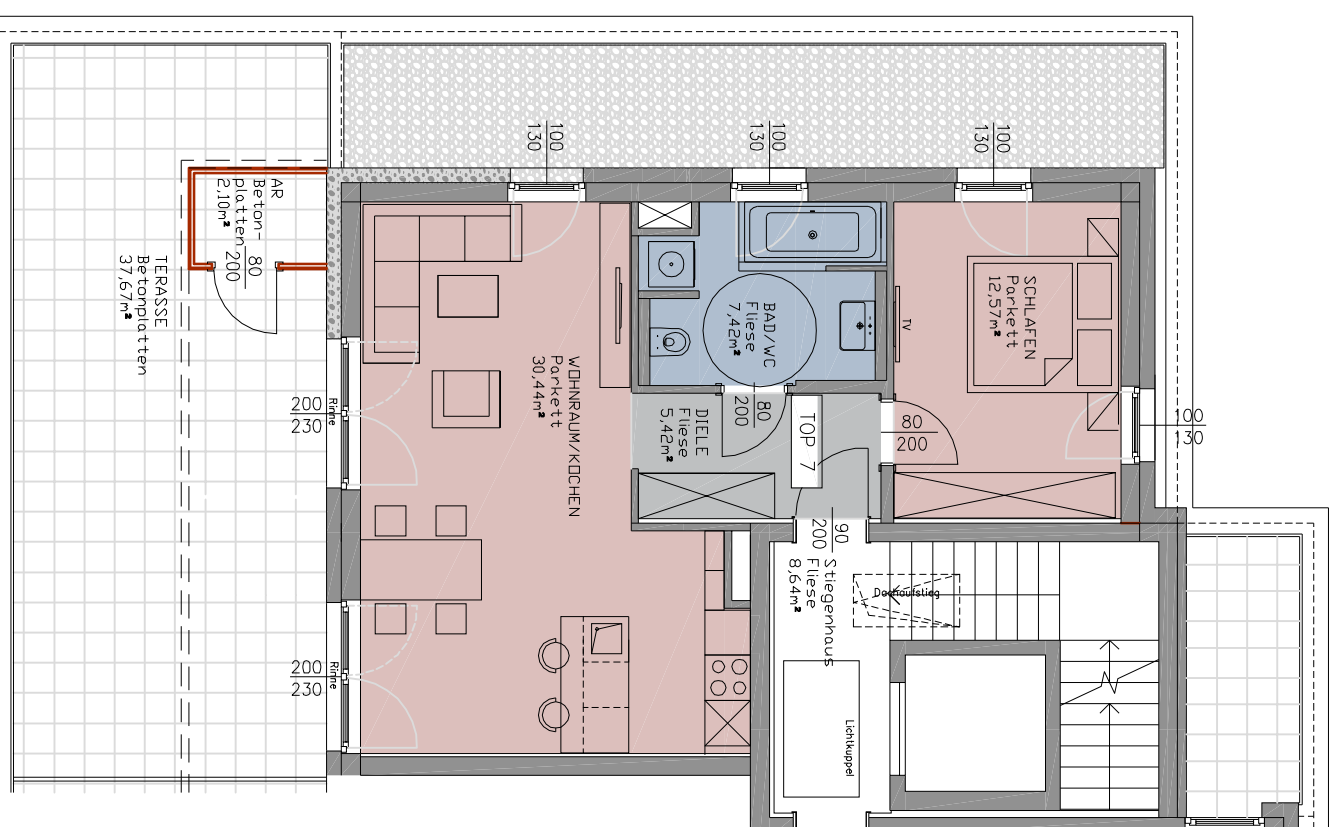 100
130
100
130
100
130
AR
Beton-
platten
2,10m²
80
200
TERASSE
Betonplatten
37,67m²
200
230
Rinne
200
230
Rinne
WOHNRAUM/KOCHEN
Parkett
30,44m²
BAD/WC
Fliese
7,42m²
80
200
DIELE
Fliese
5,42m²
TOP 7
TV
SCHLAFEN
Parkett
12,57m²
80
200
100
130
90
200
Stiegenhaus
Fliese
8,64m²
Dachaufstieg
Lichtkuppel